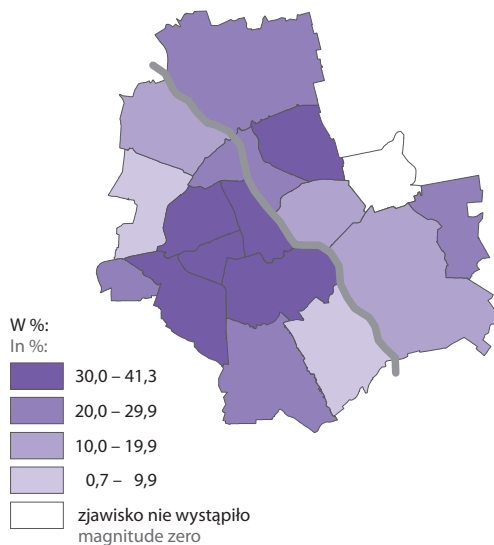 W %:
In %:
30,0 – 41,3
20,0 – 29,9
10,0 – 19,9
0,7 – 9,9
zjawisko nie wystąpiło
magnitude zero